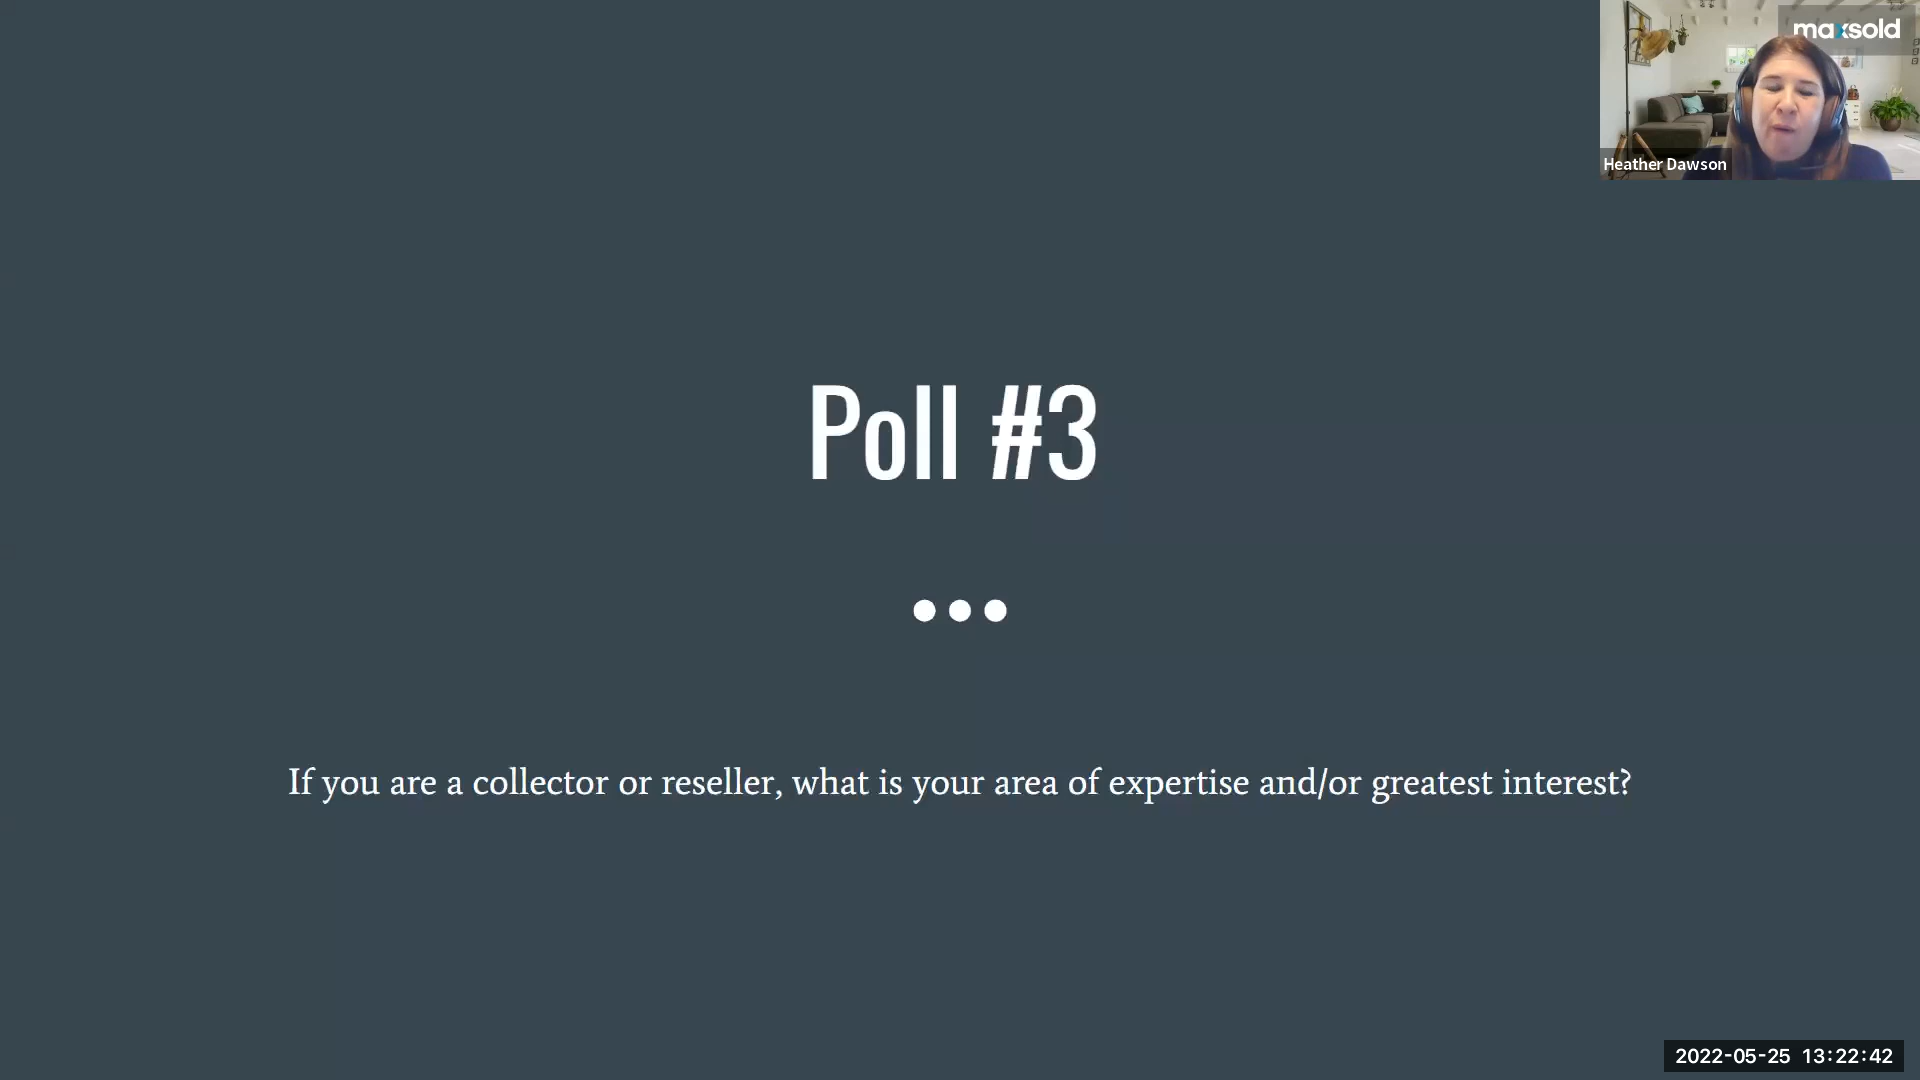 maxsold
Heather Dawson
Poll #3
If you are a collector or reseller, what is your area of expertise and/or greatest interest?
2022-05-25 13:22:42